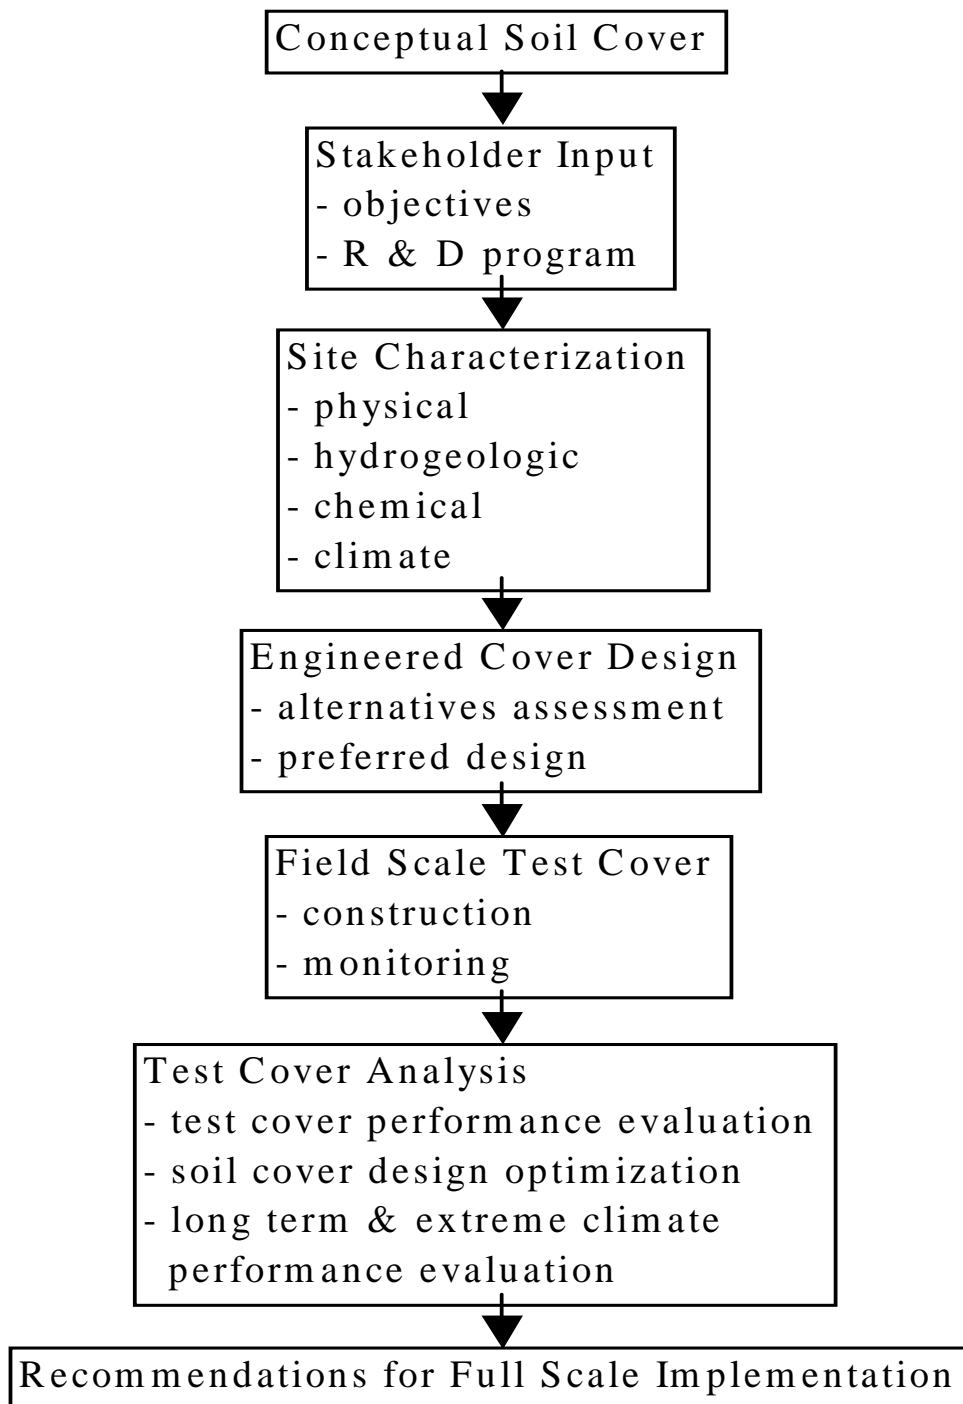 Conceptual Soil Cover
Stakeholder Input
- objectives
- R & D program
Site Characterization
- physical
- hydrogeologic
- chemical
- climate
Engineered Cover Design
- alternatives assessment
- preferred design
Field Scale Test Cover
- construction
- monitoring
Test Cover Analysis
- test cover performance evaluation
- soil cover design optimization
- long term & extreme climate
performance evaluation
Recommendations for Full Scale Implementation